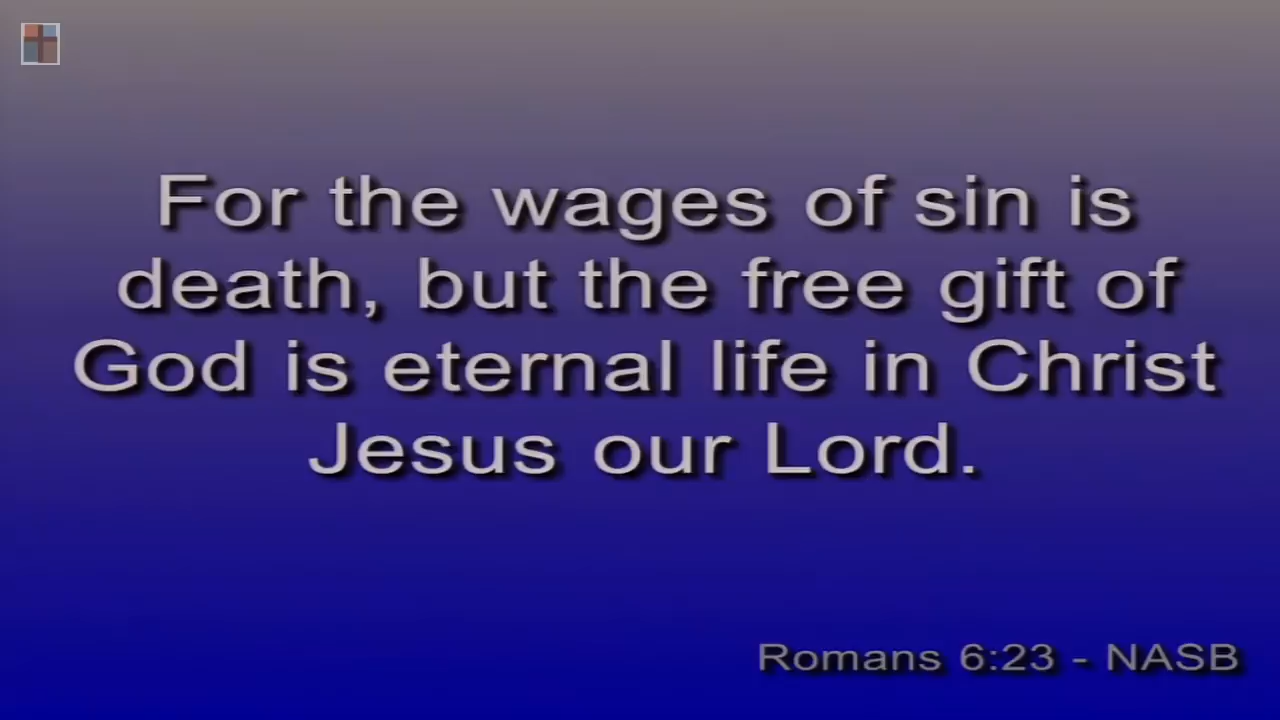 For the wages of sin is
death, but the free gift of
God is eternal life in Christ
Jesus our Lord.
Romans 6:23 - NASB